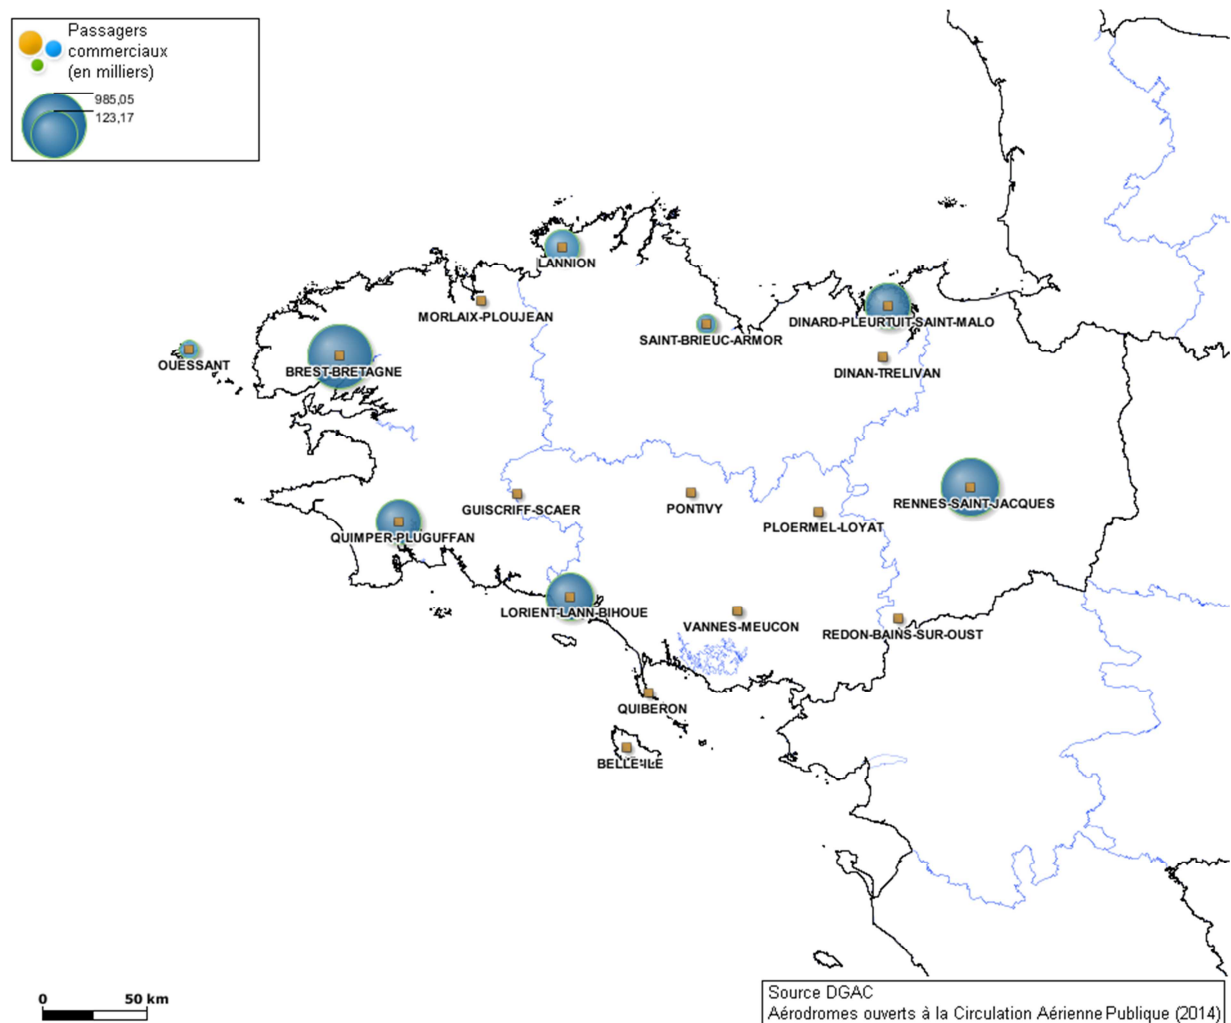 Passagers
commerciaux
(en milliers)
985,05
123,17
LANNION
MORLAIX-PLOUJEAN
DINARD-PLEURTUIT-SAINT-MALO
SAINT-BRIEUC-ARMOR
OUESSANT
BREST-BRETAGNE
DINAN-TRELIVAN
RENNES-SAINT-JACQUES
GUISCRIFF-SCAER
PONTIVY
PLOERMEL-LOYAT
QUIMPER-PLUGUFFAN
LORIENT-LANN-BIHOUE
VANNES-MEUCON
REDON-BAINS-SUR-OUST
QUIBERON
BELLE-ILE
0 50 km
Source DGAC
Aérodromes ouverts à la Circulation Aérienne Publique (2014)